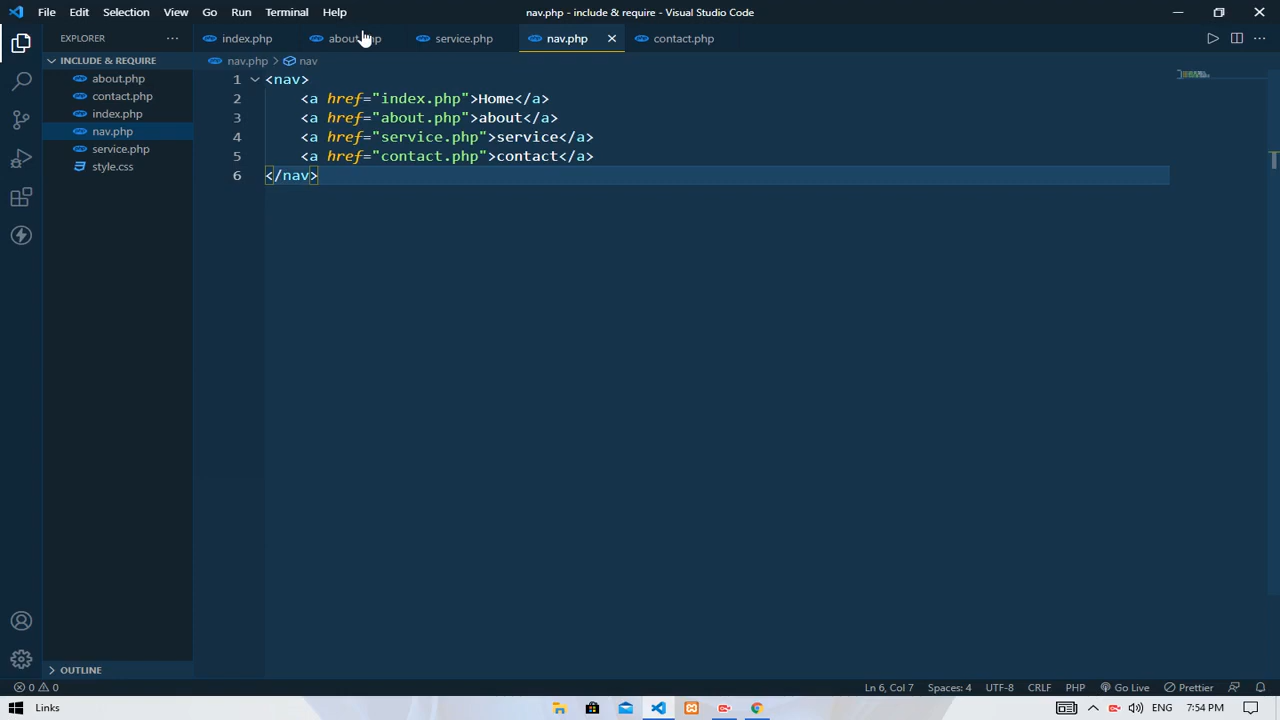 File Edit Selection View Go Run Terminal Help nav.php - include & require - Visual Studio Code
EXPLORER ··· index.php about.php service.php nav.php contact.php ···
INCLUDE & REQUIRE nav.php > nav
about.php
contact.php
index.php
nav.php
service.php
style.css
1 <nav>
2 <a href="index.php">Home</a>
3 <a href="about.php">about</a>
4 <a href="service.php">service</a>
5 <a href="contact.php">contact</a>
6 </nav>
OUTLINE
0 0 Ln 6, Col 7 Spaces: 4 UTF-8 CRLF PHP Go Live Prettier
Links ENG 7:54 PM